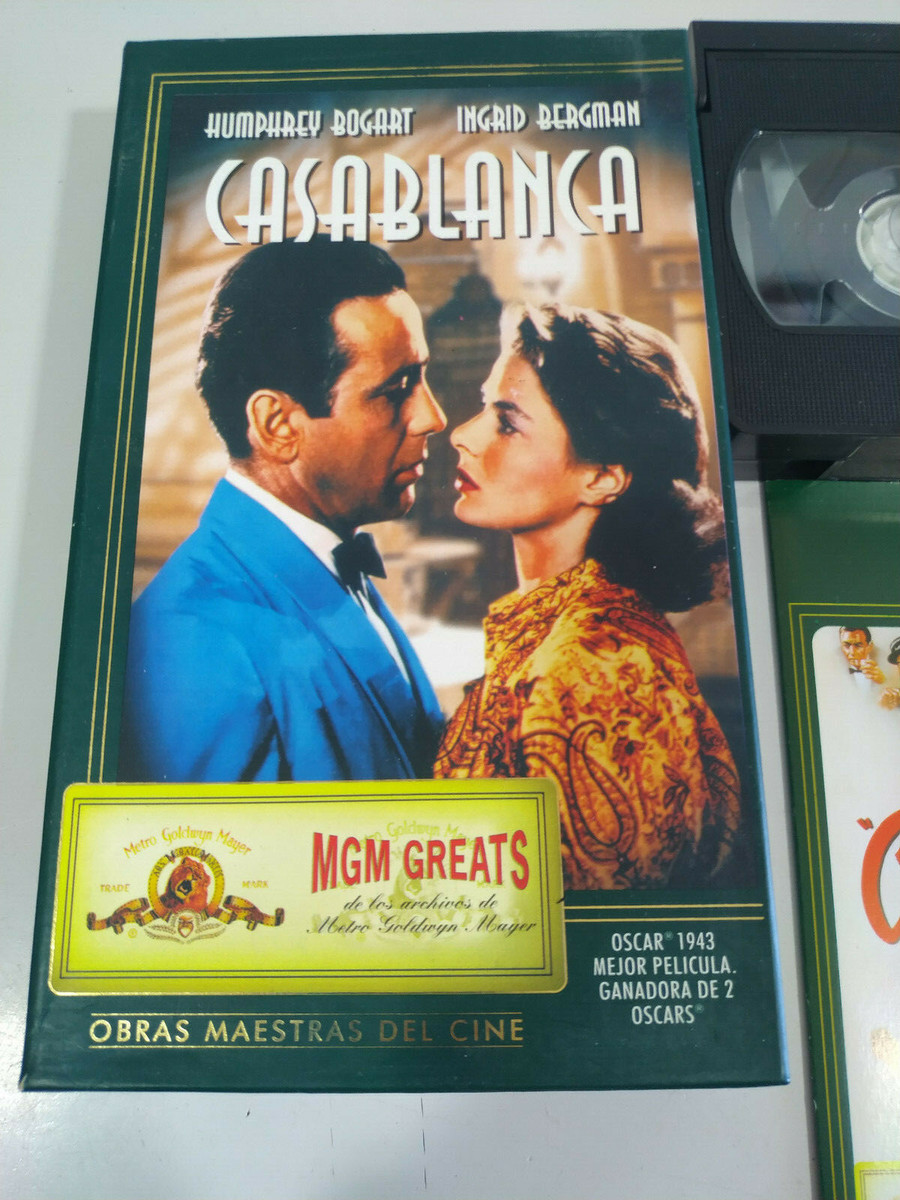 HUMPHREY BOGART INGRID BERGMAN
CASABLANCA
Metro Goldwyn Mayer
TRADE MARK
®
MGM GREATS
de los archivos de
Metro Goldwyn Mayer
OSCAR® 1943
MEJOR PELICULA.
GANADORA DE 2
OSCARS®
OBRAS MAESTRAS DEL CINE